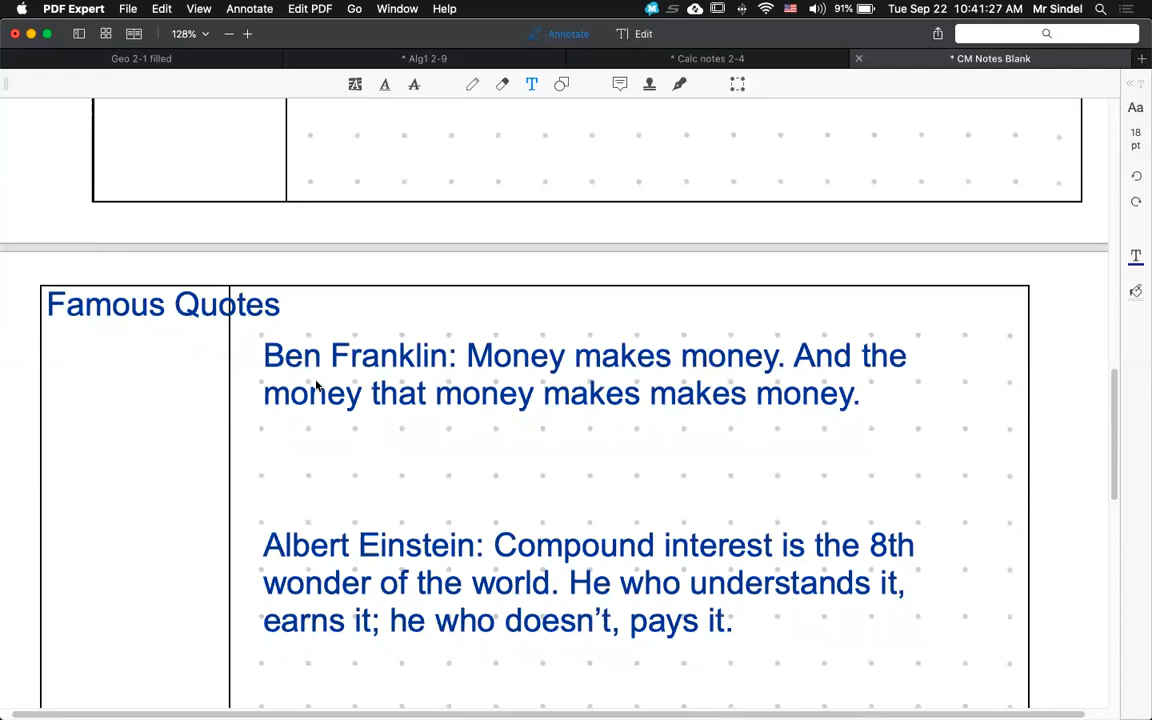 PDF Expert File Edit View Annotate Edit PDF Go Window Help 91% Tue Sep 22 10:41:27 AM Mr Sindel
128% Annotate Edit
Geo 2-1 filled * Alg1 2-9 * Calc notes 2-4 * CM Notes Blank
Aa
18
pt
Famous Quotes
Ben Franklin: Money makes money. And the
money that money makes makes money.
Albert Einstein: Compound interest is the 8th
wonder of the world. He who understands it,
earns it; he who doesn’t, pays it.